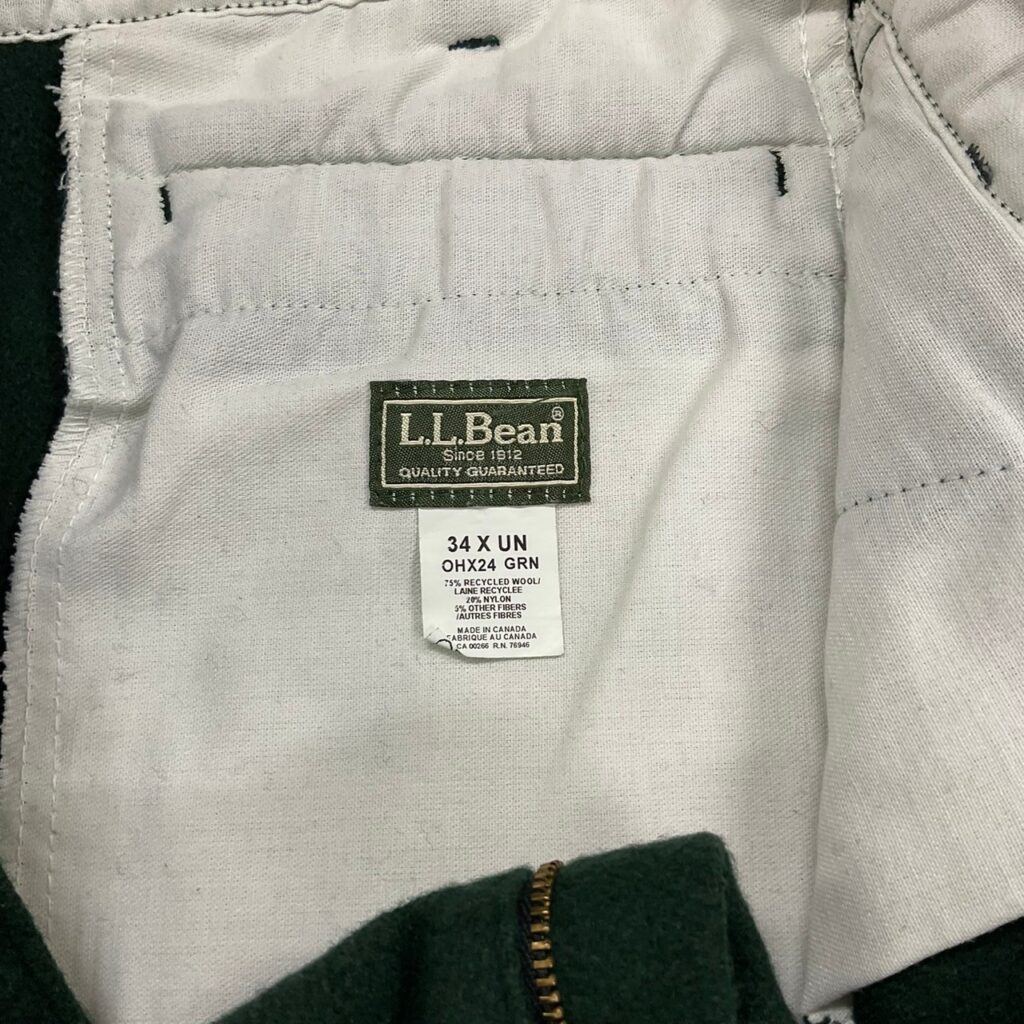 L.L.Bean®
Since 1912
QUALITY GUARANTEED
34 X UN
OHX24 GRN
75% RECYCLED WOOL/
LAINE RECYCLEE
20% NYLON
5% OTHER FIBERS
/AUTRES FIBRES
MADE IN CANADA
FABRIQUE AU CANADA
CA 00266 R.N. 76946